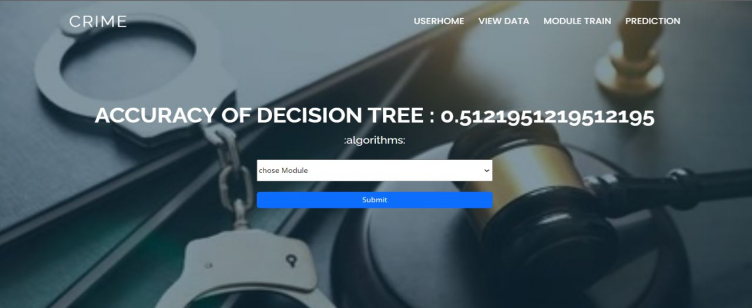 CRIME
USERHOME VIEW DATA MODULE TRAIN PREDICTION
ACCURACY OF DECISION TREE : 0.5121951219512195
:algorithms:
chose Module
Submit